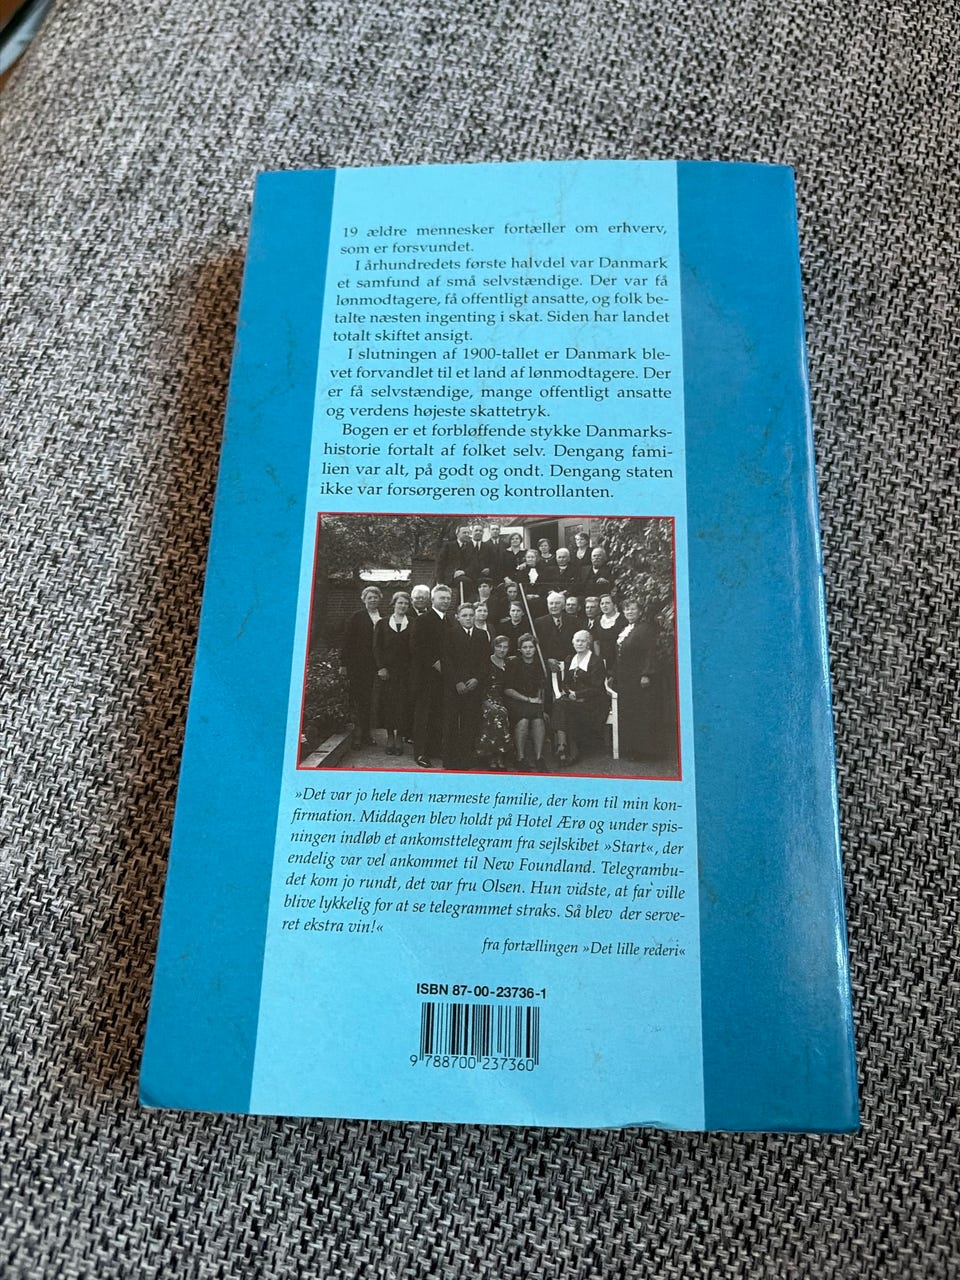 19 ældre mennesker fortæller om erhverv,
som er forsvundet.
I århundredets første halvdel var Danmark
et samfund af små selvstændige. Der var få
lønmodtagere, få offentligt ansatte, og folk be-
talte næsten ingenting i skat. Siden har landet
totalt skiftet ansigt.
I slutningen af 1900-tallet er Danmark ble-
vet forvandlet til et land af lønmodtagere. Der
er få selvstændige, mange offentligt ansatte
og verdens højeste skattetryk.
Bogen er et forbløffende stykke Danmarks-
historie fortalt af folket selv. Dengang fami-
lien var alt, på godt og ondt. Dengang staten
ikke var forsørgeren og kontrollanten.
»Det var jo hele den nærmeste familie, der kom til min kon-
firmation. Middagen blev holdt på Hotel Ærø og under spis-
ningen indløb et ankomsttelegram fra sejlskibet »Start«, der
endelig var vel ankommet til New Foundland. Telegrambu-
det kom jo rundt, det var fru Olsen. Hun vidste, at far ville
blive lykkelig for at se telegrammet straks. Så blev der serve-
ret ekstra vin!«
fra fortællingen »Det lille rederi«
ISBN 87-00-23736-1
9 788700 237360